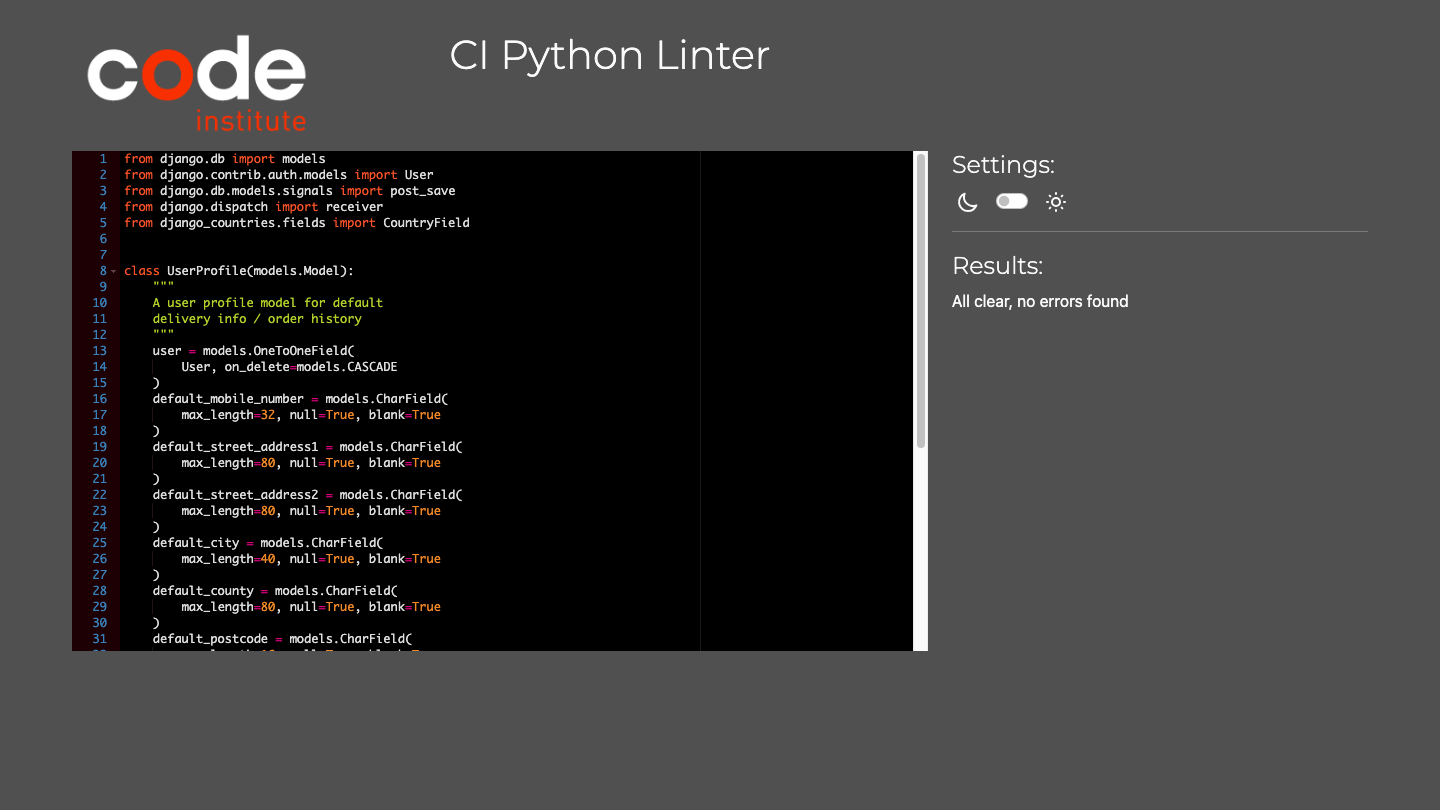 code
institute
CI Python Linter
1 from django.db import models
2 from django.contrib.auth.models import User
3 from django.db.models.signals import post_save
4 from django.dispatch import receiver
5 from django_countries.fields import CountryField
6
7
8 class UserProfile(models.Model):
9     """
10     A user profile model for default
11     delivery info / order history
12     """
13     user = models.OneToOneField(
14         User, on_delete=models.CASCADE
15     )
16     default_mobile_number = models.CharField(
17         max_length=32, null=True, blank=True
18     )
19     default_street_address1 = models.CharField(
20         max_length=80, null=True, blank=True
21     )
22     default_street_address2 = models.CharField(
23         max_length=80, null=True, blank=True
24     )
25     default_city = models.CharField(
26         max_length=40, null=True, blank=True
27     )
28     default_county = models.CharField(
29         max_length=80, null=True, blank=True
30     )
31     default_postcode = models.CharField(
Settings:
Results:
All clear, no errors found